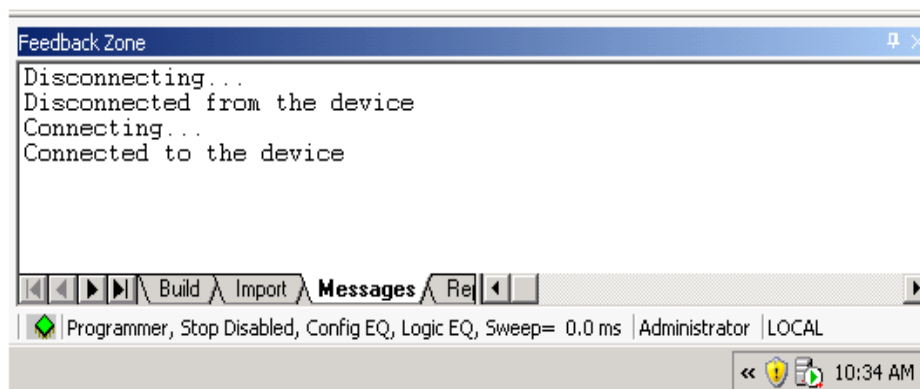 Feedback Zone
Disconnecting...
Disconnected from the device
Connecting...
Connected to the device
Build Import Messages
Programmer, Stop Disabled, Config EQ, Logic EQ, Sweep= 0.0 ms Administrator LOCAL
« 10:34 AM